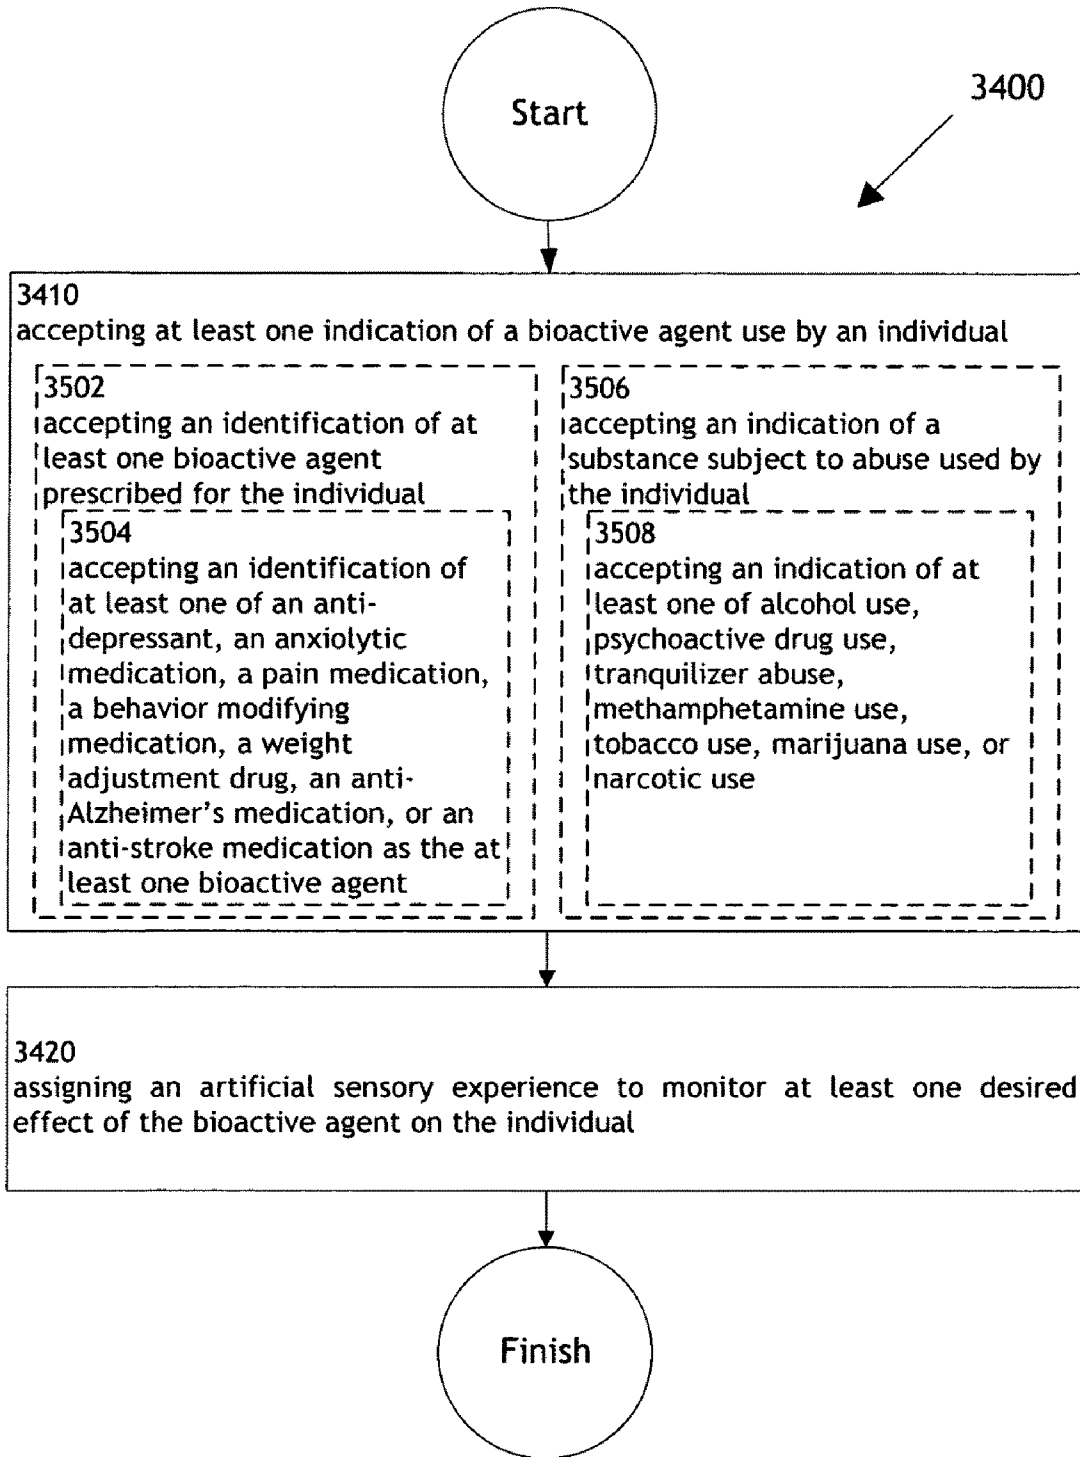 Start
3400
3410
accepting at least one indication of a bioactive agent use by an individual
3502
accepting an identification of at
least one bioactive agent
prescribed for the individual
3504
accepting an identification of
at least one of an anti-
depressant, an anxiolytic
medication, a pain medication,
a behavior modifying
medication, a weight
adjustment drug, an anti-
Alzheimer's medication, or an
anti-stroke medication as the at
least one bioactive agent
3506
accepting an indication of a
substance subject to abuse used by
the individual
3508
accepting an indication of at
least one of alcohol use,
psychoactive drug use,
tranquilizer abuse,
methamphetamine use,
tobacco use, marijuana use, or
narcotic use
3420
assigning an artificial sensory experience to monitor at least one desired
effect of the bioactive agent on the individual
Finish